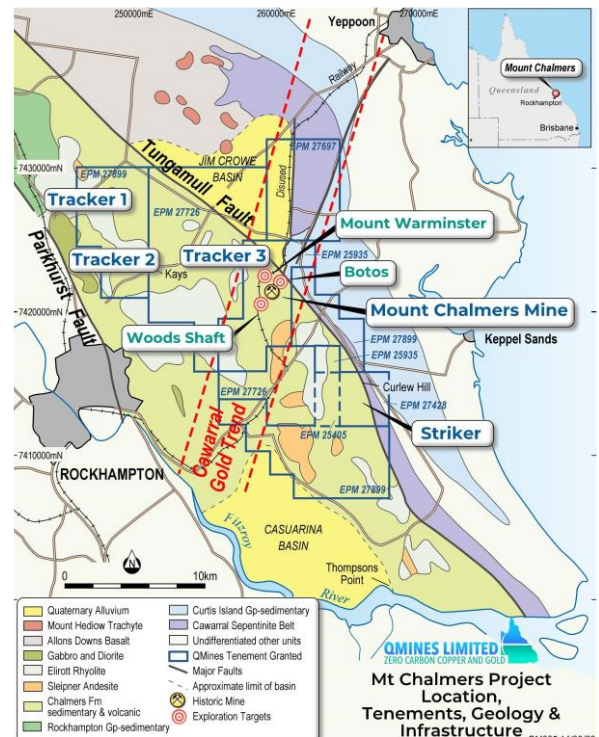 250000mE
260000mE
270000mE
Yeppoon
Mount Chalmers
Queensland
Rockhampton
Brisbane
Railway
JIM CROWE
BASIN
EPM 27697
Disused
7430000mN
EPM 27899
Tungamull Fault
Tracker 1
EPM 27726
Mount Warminster
Tracker 3
EPM 25935
Tracker 2
Kays
Botos
Parkhurst Fault
Mount Chalmers Mine
7420000mN
Woods Shaft
Keppel Sands
EPM 27899
EPM 25935
Curlew Hill
EPM 27726
EPM 27428
Cawarral
Gold Trend
Striker
EPM 25405
7410000mN
ROCKHAMPTON
EPM 27899
Fitzroy
CASUARINA
BASIN
Thompsons
Point
River
N
0
10km
Quaternary Alluvium
Mount Hediow Trachyte
Allons Downs Basalt
Gabbro and Diorite
Elirott Rhyolite
Sleipner Andesite
Chalmers Fm
sedimentary & volcanic
Rockhampton Gp-sedimentary
Curtis Island Gp-sedimentary
Cawarral Sepentinite Belt
Undifferentiated other units
QMines Tenement Granted
Major Faults
Approximate limit of basin
Historic Mine
Exploration Targets
QMINES LIMITED
ZERO CARBON COPPER AND GOLD
Mt Chalmers Project
Location,
Tenements, Geology &
Infrastructure